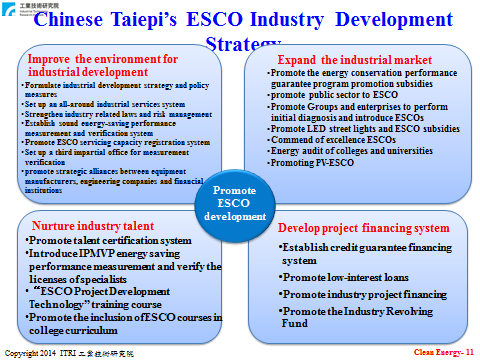 工業技術研究院
Chinese Taiepi’s ESCO Industry Development
Strategy
Improve the environment for
industrial development
•Formulate industrial development strategy and policy
measures
•Set up an all-around industrial services system
•Strengthen industry related laws and risk management
•Establish sound energy-saving performance
measurement and verification system
•Promote ESCO servicing capacity registration system
•Set up a third impartial office for measurement
verification
•promote strategic alliances between equipment
manufacturers, engineering companies and financial
institutions
Expand the industrial market
•Promote the energy conservation performance
guarantee program promotion subsidies
•promote public sector to ESCO
•Promote Groups and enterprises to perform
initial diagnosis and introduce ESCOs
•Promote LED street lights and ESCO subsidies
•Commend of excellence ESCOs
•Energy audit of colleges and universities
•Promoting PV-ESCO
Promote
ESCO
development
Nurture industry talent
•Promote talent certification system
•Introduce IPMVP energy saving
performance measurement and verify the
licenses of specialists
•“ESCO Project Development
Technology” training course
•Promote the inclusion of ESCO courses in
college curriculum
Develop project financing system
•Establish credit guarantee financing
system
•Promote low-interest loans
•Promote industry project financing
•Promote the Industry Revolving
Fund
Copyright 2014 ITRI 工業技術研究院
Clean Energy- 11